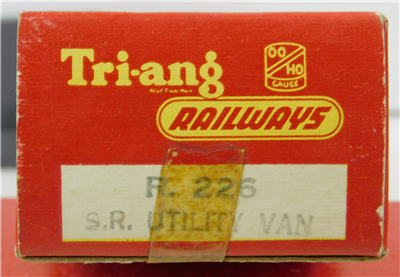 Tri-ang
OO
HO
GAUGE
RAILWAYS
R. 226
S.R. UTILITY VAN